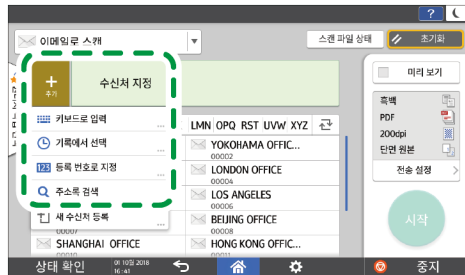 ?
이메일로 스캔
스캔 파일 상태
초기화
+
추가
수신처 지정
미리 보기
키보드로 입력
...
기록에서 선택
...
등록 번호로 지정
...
주소록 검색
...
새 수신처 등록
...
LMN OPQ RST UVW XYZ
YOKOHAMA OFFIC...
00002
LONDON OFFICE
00004
LOS ANGELES
00006
BEIJING OFFICE
00008
00007
SHANGHAI OFFICE
HONG KONG OFFIC...
흑백
PDF
200dpi
단면 원본
전송 설정
시작
상태 확인
01 10월 2018
16:41
중지